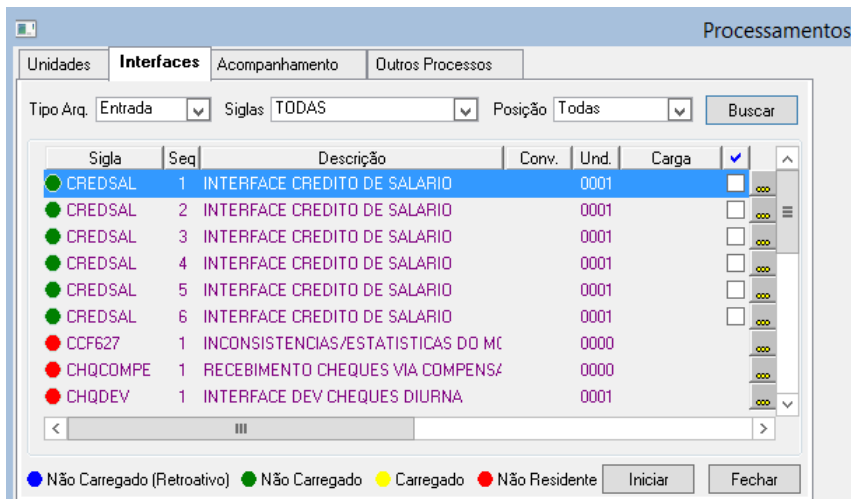 Processamentos
Unidades Interfaces Acompanhamento Outros Processos
Tipo Arq. Entrada Siglas TODAS Posição Todas Buscar
Sigla Seq Descrição Conv. Und. Carga
CREDSAL 1 INTERFACE CREDITO DE SALARIO 0001
CREDSAL 2 INTERFACE CREDITO DE SALARIO 0001
CREDSAL 3 INTERFACE CREDITO DE SALARIO 0001
CREDSAL 4 INTERFACE CREDITO DE SALARIO 0001
CREDSAL 5 INTERFACE CREDITO DE SALARIO 0001
CREDSAL 6 INTERFACE CREDITO DE SALARIO 0001
CCF627 1 INCONSISTENCIAS/ESTATISTICAS DO MO 0000
CHQCOMPE 1 RECEBIMENTO CHEQUES VIA COMPENSA 0000
CHQDEV 1 INTERFACE DEV CHEQUES DIURNA 0001
Não Carregado (Retroativo) Não Carregado Carregado Não Residente Iniciar Fechar